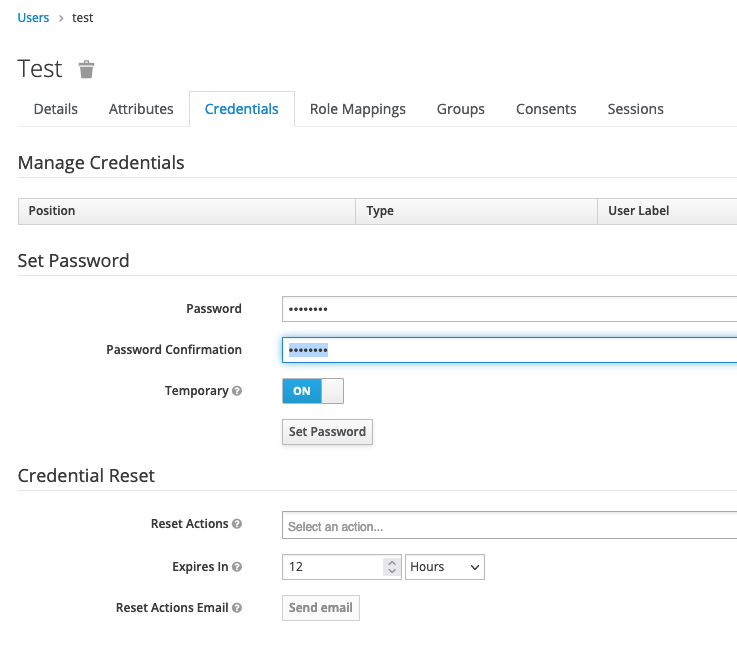 Users > test
Test
Details Attributes Credentials Role Mappings Groups Consents Sessions
Manage Credentials
Position Type User Label
Set Password
Password ••••••••
Password Confirmation ••••••••
Temporary ON
Set Password
Credential Reset
Reset Actions Select an action...
Expires In 12 Hours
Reset Actions Email Send email